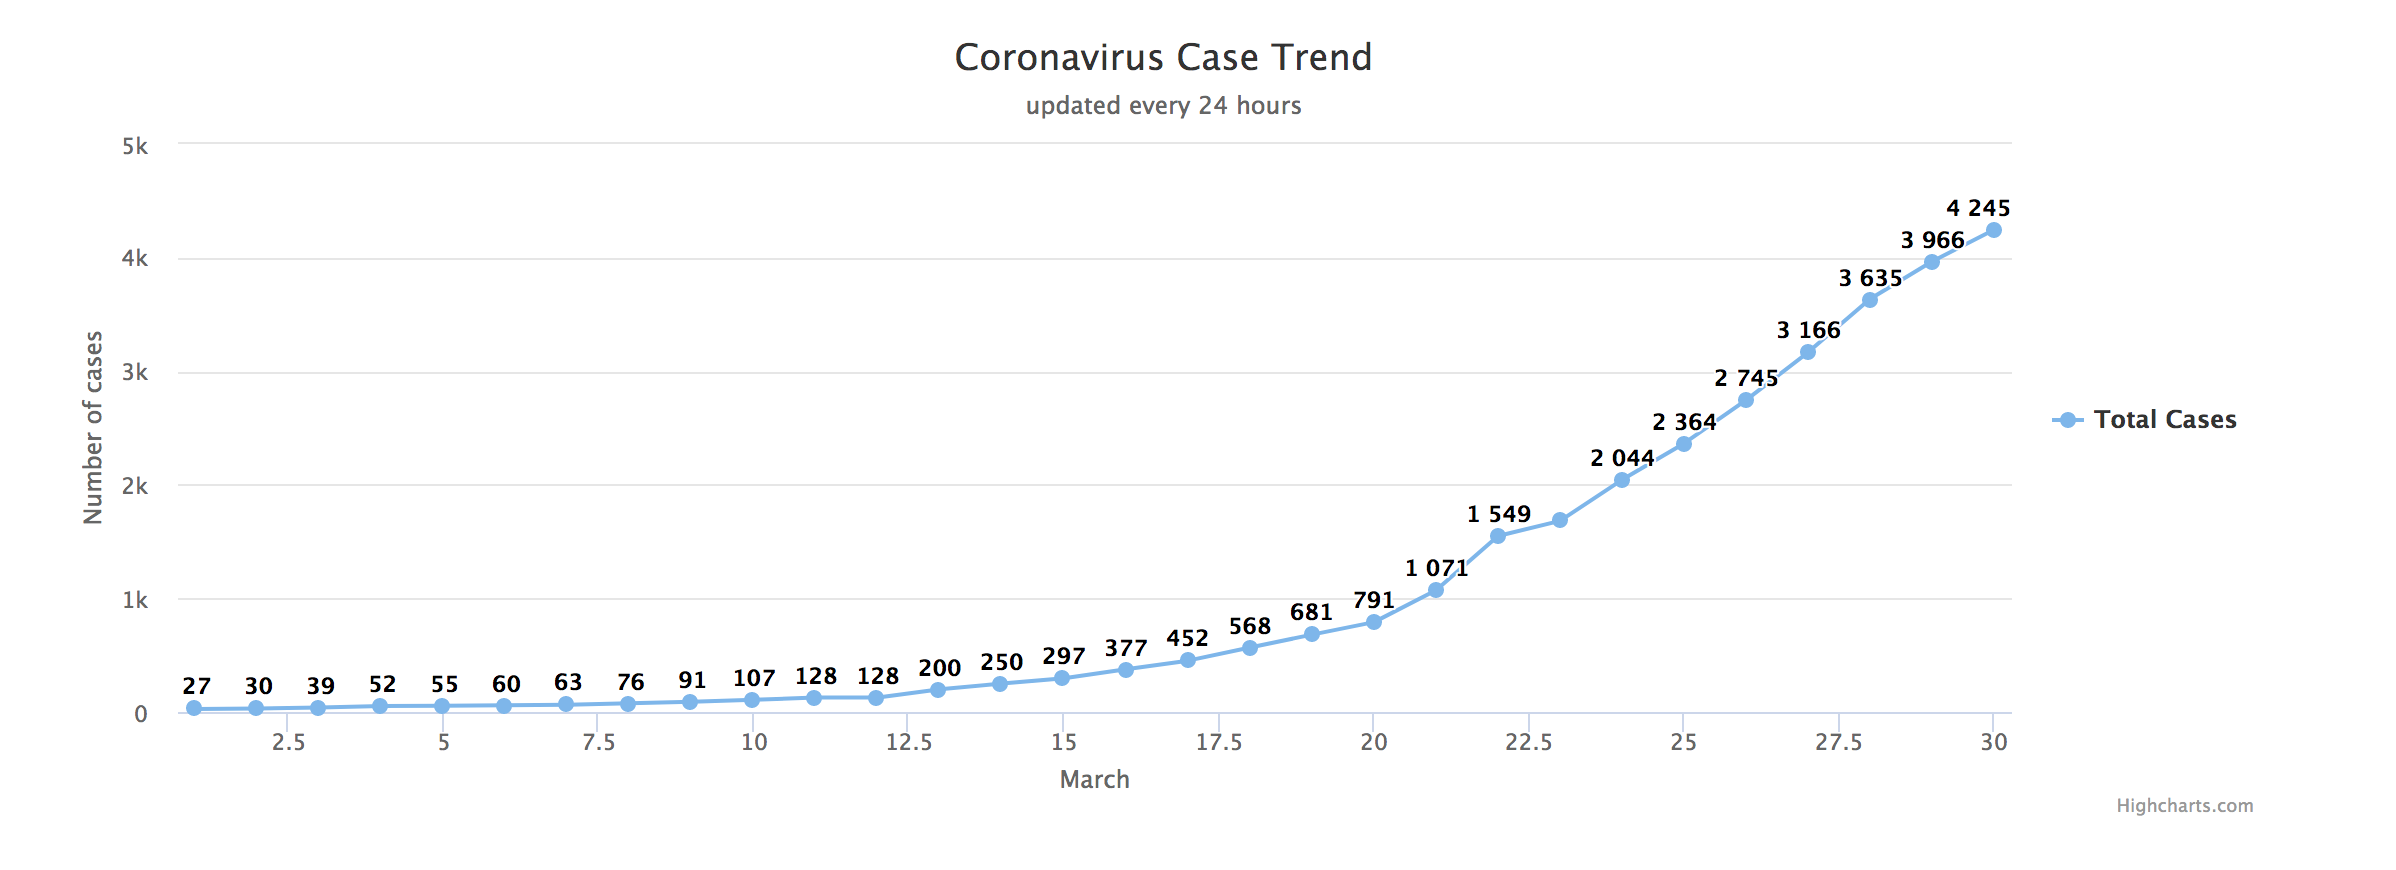 Coronavirus Case Trend
updated every 24 hours
5k
4k
3k
2k
1k
0
Number of cases
27 30 39 52 55 60 63 76 91 107 128 128 200 250 297 377 452 568 681 791 1 071 1 549 2 044 2 364 2 745 3 166 3 635 3 966 4 245
2.5 5 7.5 10 12.5 15 17.5 20 22.5 25 27.5 30
March
Total Cases
Highcharts.com